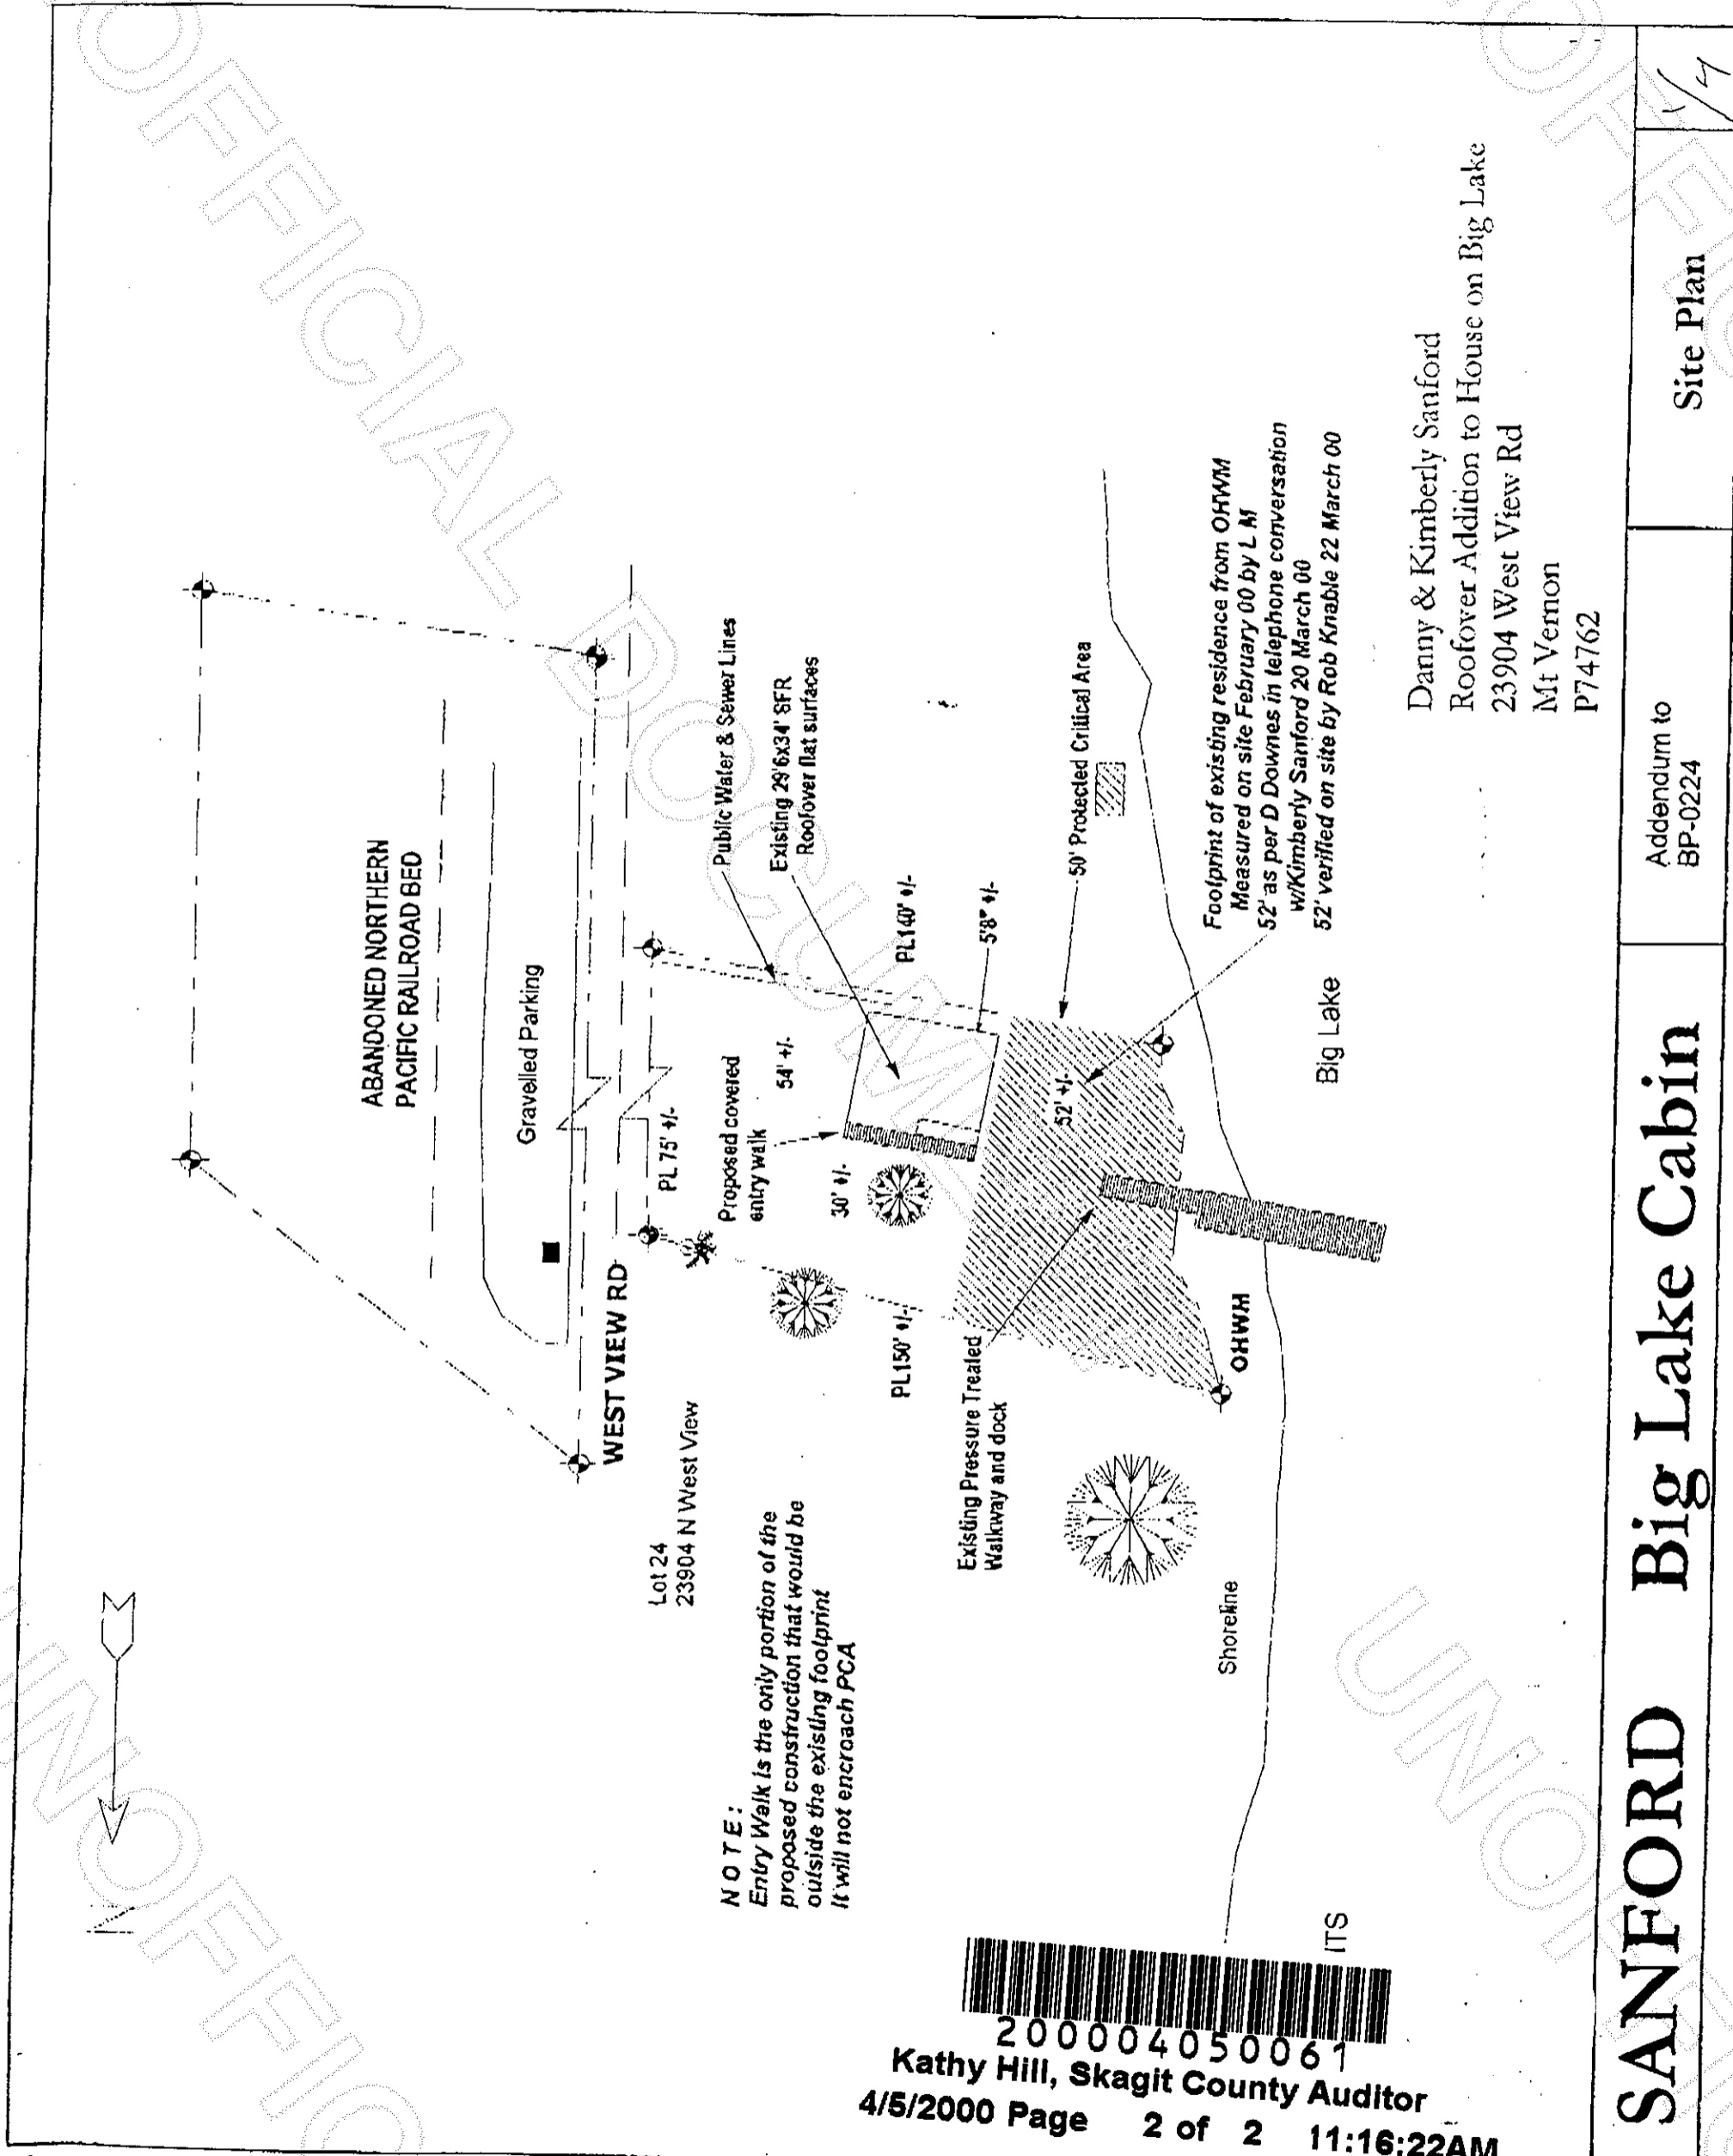 ABANDONED NORTHERN
PACIFIC RAILROAD BED
Gravelled Parking
WEST VIEW RD
Lot 24
23904 N West View
PL 75' +/-
Proposed covered
entry walk
54' +/-
30' +/-
Public Water & Sewer Lines
Existing 29'6x34' SFR
Roofover flat surfaces
PL140' +/-
5'8" +/-
PL150' +/-
50' Protected Critical Area
52' +/-
Existing Pressure Treated
Walkway and dock
OHWM
Big Lake
Shoreline
NOTE:
Entry Walk is the only portion of the
proposed construction that would be
outside the existing footprint
It will not encroach PCA
Footprint of existing residence from OHWM
Measured on site February 00 by L M
52' as per D Downes in telephone conversation
w/Kimberly Sanford 20 March 00
52' verified on site by Rob Knable 22 March 00
Danny & Kimberly Sanford
Roofover Addition to House on Big Lake
23904 West View Rd
Mt Vernon
P74762
ITS
200004050061
Kathy Hill, Skagit County Auditor
4/5/2000 Page 2 of 2 11:16:22AM
SANFORD Big Lake Cabin
Addendum to
BP-0224
Site Plan
1/4
UNOFFICIAL DOCUMENT